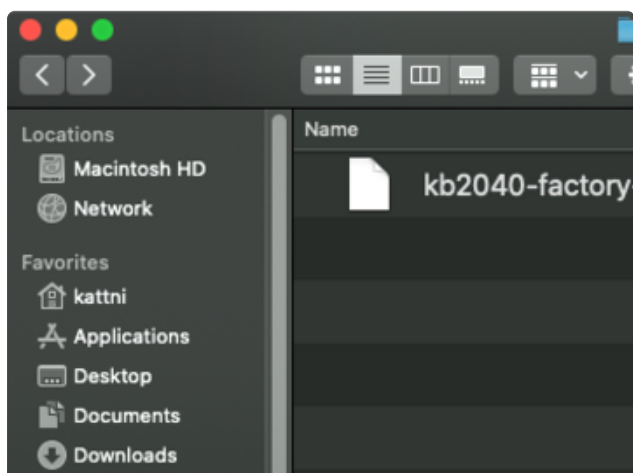 Locations
Macintosh HD
Network
Favorites
kattni
Applications
Desktop
Documents
Downloads
Name
kb2040-factory-